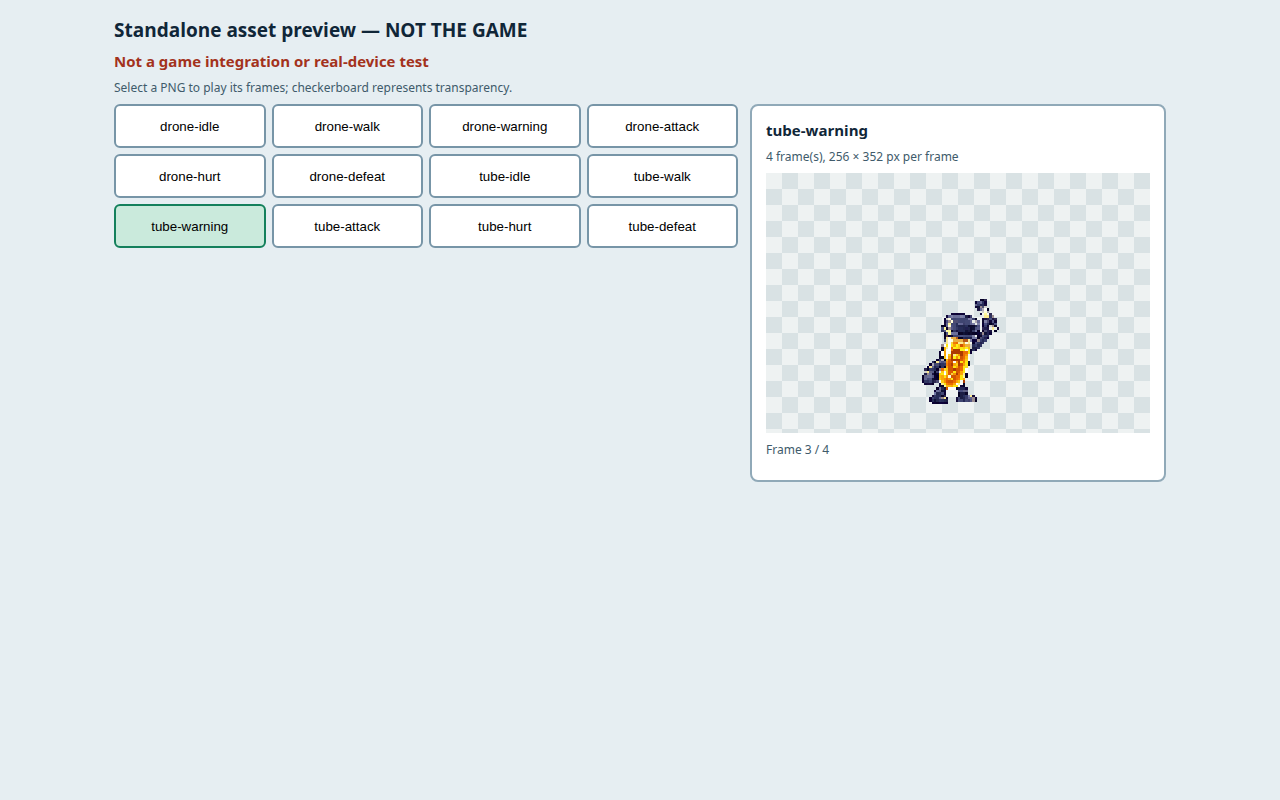 Standalone asset preview — NOT THE GAME
Not a game integration or real-device test
Select a PNG to play its frames; checkerboard represents transparency.
drone-idle
drone-walk
drone-warning
drone-attack
drone-hurt
drone-defeat
tube-idle
tube-walk
tube-warning
tube-attack
tube-hurt
tube-defeat
tube-warning
4 frame(s), 256 × 352 px per frame
Frame 3 / 4